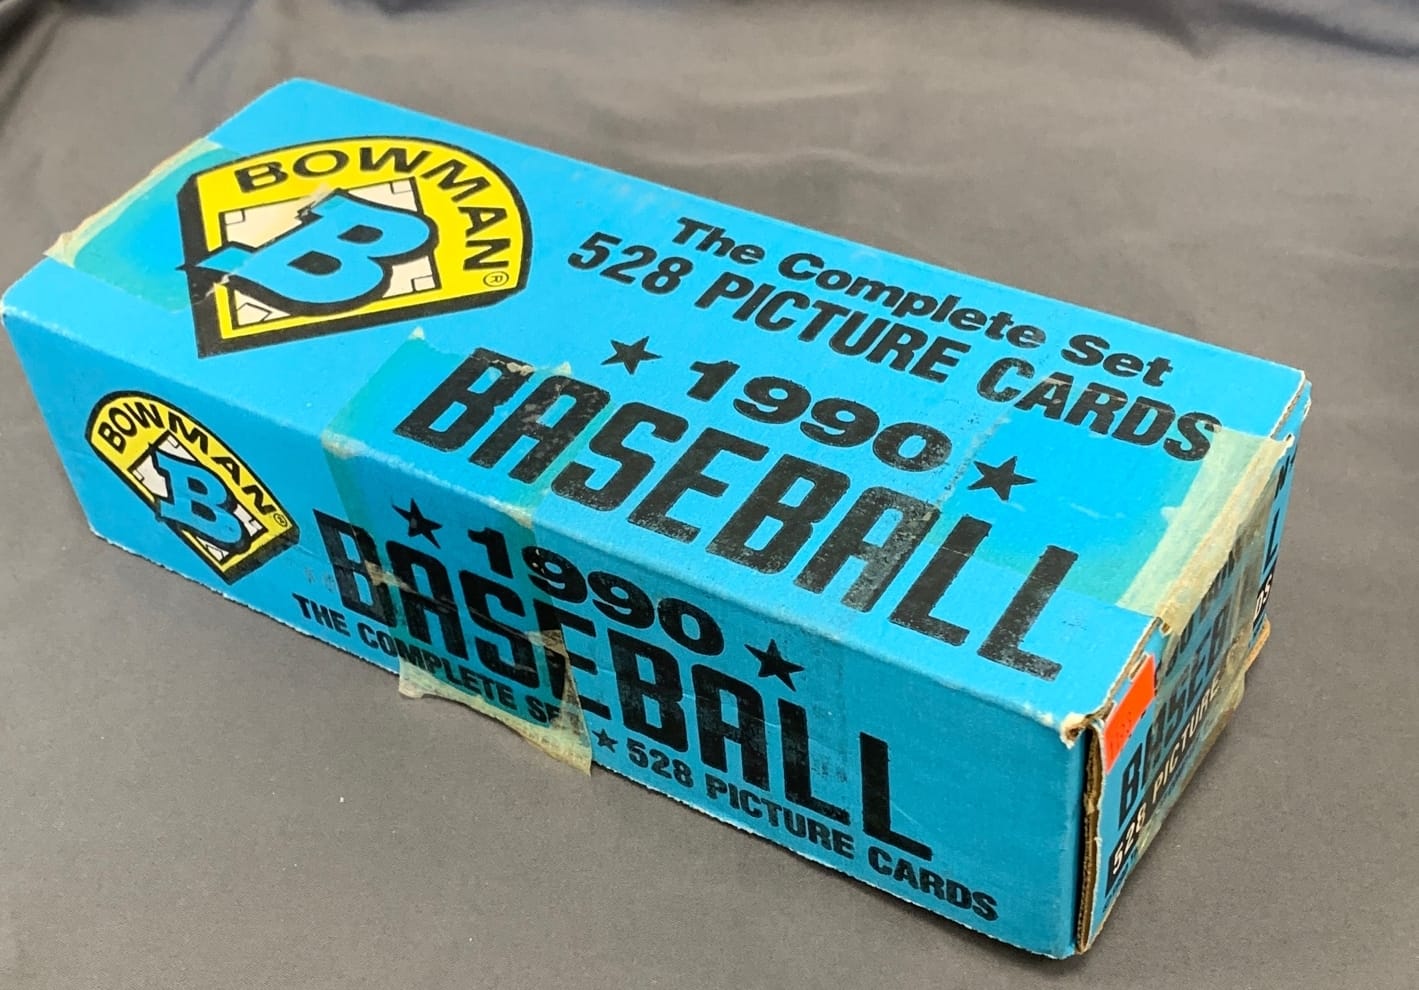 BOWMAN®
B
The Complete Set
528 PICTURE CARDS
★ 1990 ★
BASEBALL
BOWMAN®
B
★ 1990 ★
BASEBALL
THE COMPLETE SE ★ 528 PICTURE CARDS
BASEBA
528 PICTURE